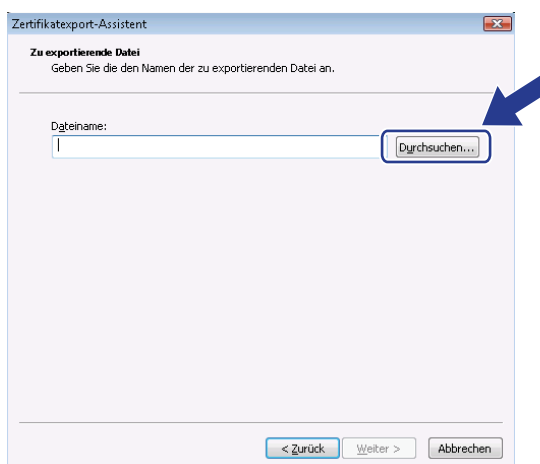 Zertifikatexport-Assistent
Zu exportierende Datei
Geben Sie die den Namen der zu exportierenden Datei an.
Dateiname:
Durchsuchen...
< Zurück
Weiter >
Abbrechen